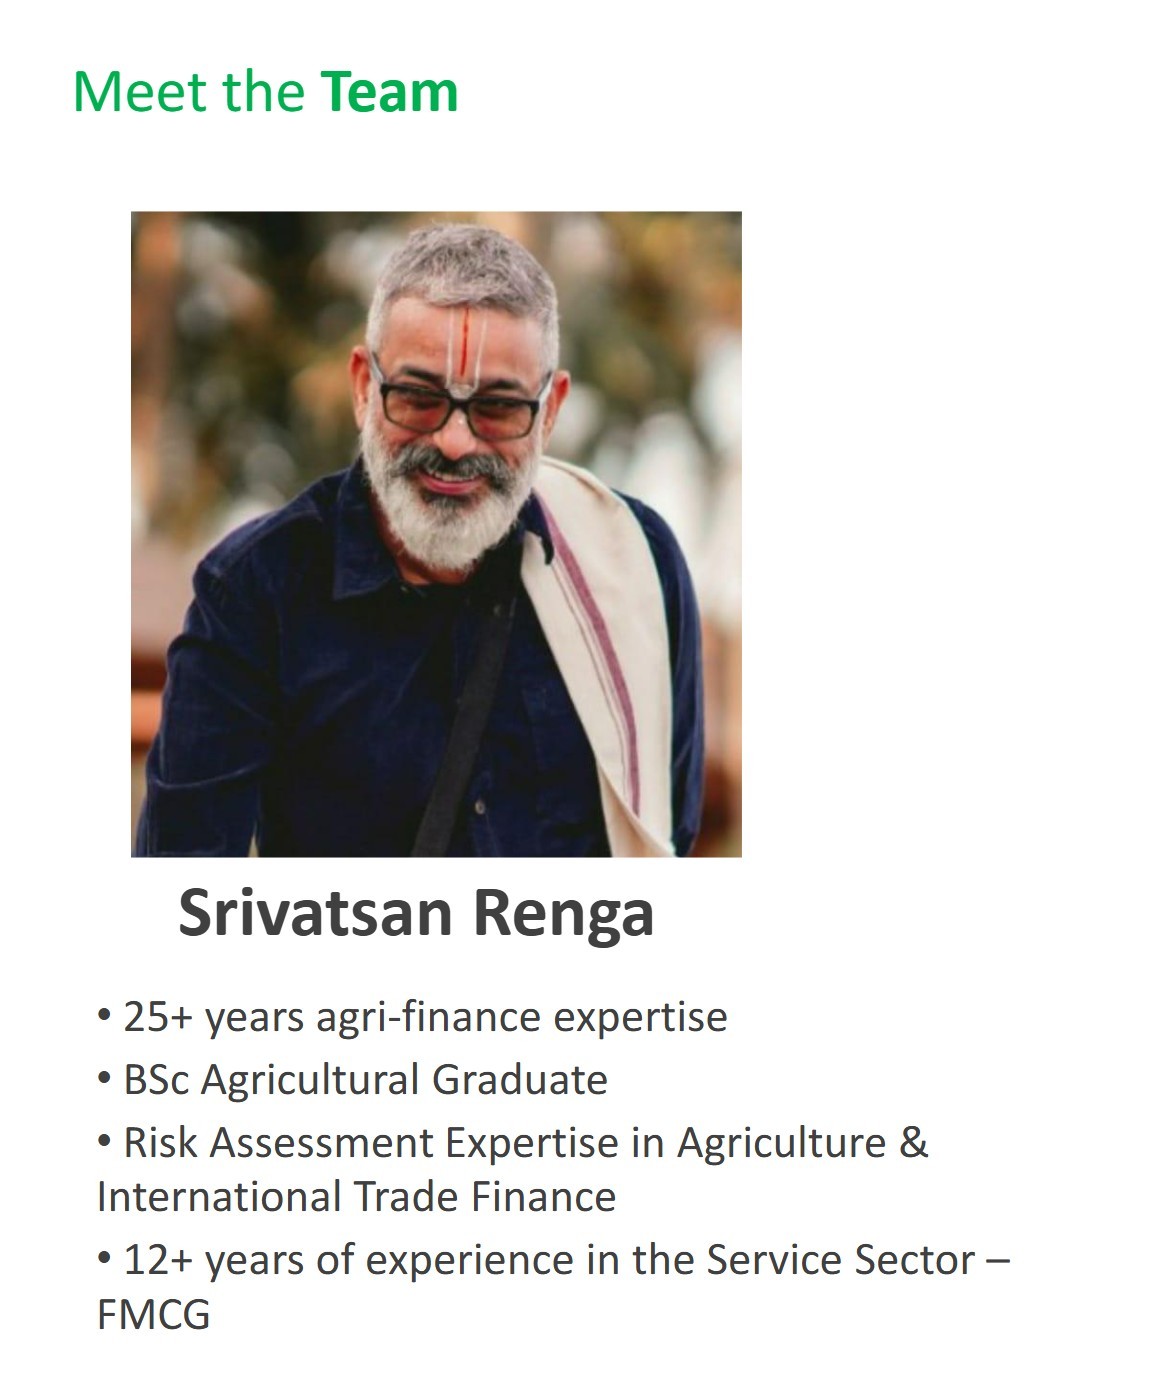 Meet the Team
Srivatsan Renga
• 25+ years agri-finance expertise
• BSc Agricultural Graduate
• Risk Assessment Expertise in Agriculture &
International Trade Finance
• 12+ years of experience in the Service Sector –
FMCG